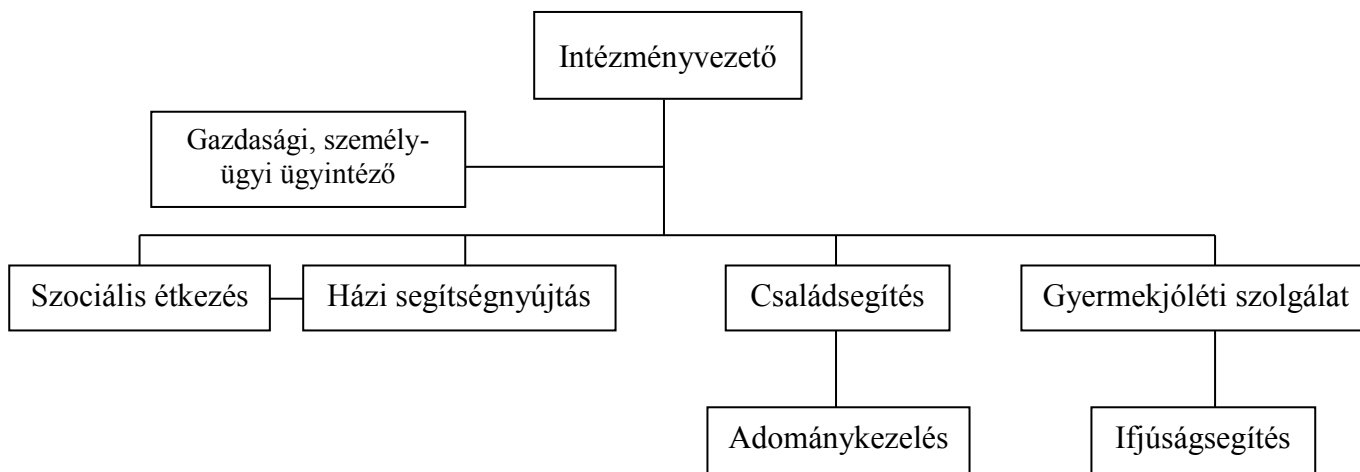 Intézményvezető
Gazdasági, személy-
ügyi ügyintéző
Szociális étkezés
Házi segítségnyújtás
Családsegítés
Gyermekjóléti szolgálat
Adománykezelés
Ifjúságsegítés